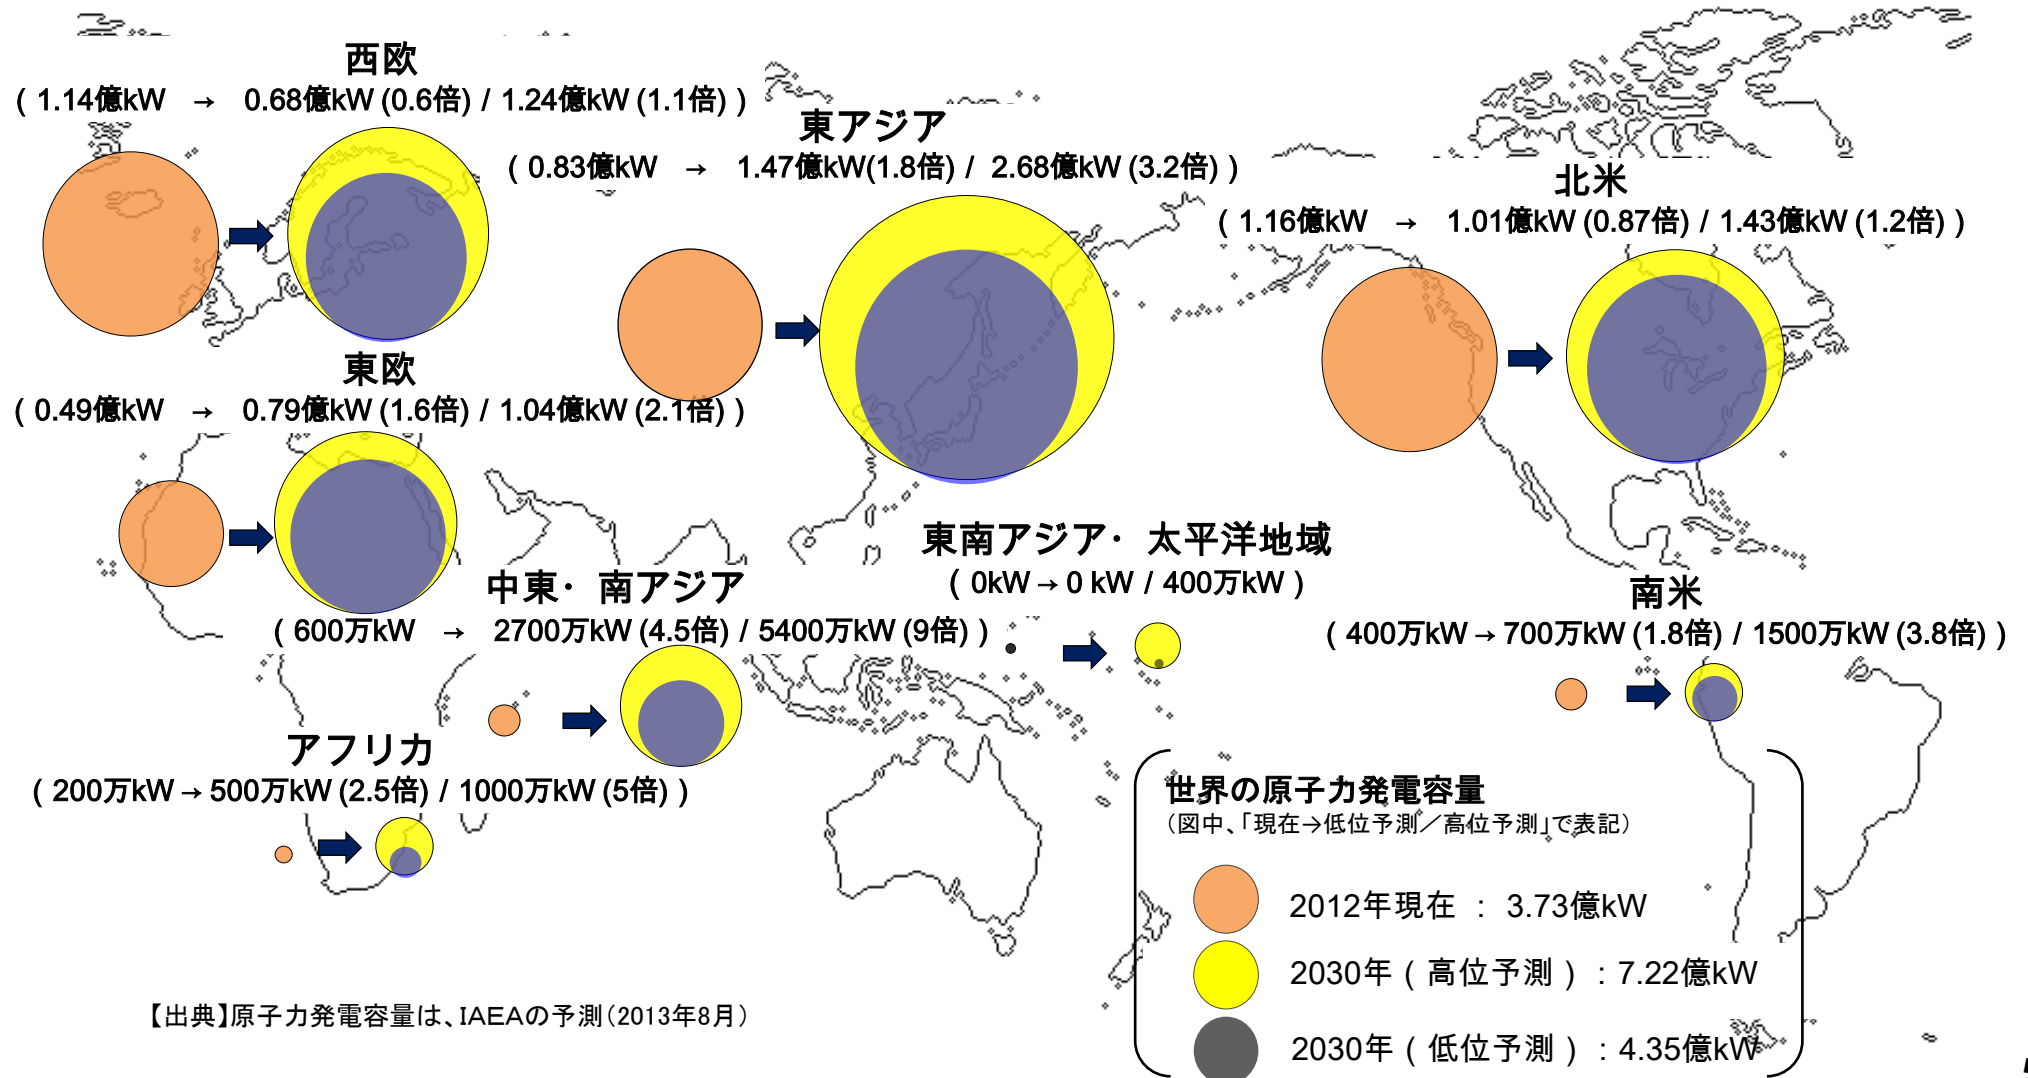 西欧
( 1.14億kW → 0.68億kW (0.6倍) / 1.24億kW (1.1倍) )
東アジア
( 0.83億kW → 1.47億kW(1.8倍) / 2.68億kW (3.2倍) )
北米
( 1.16億kW → 1.01億kW (0.87倍) / 1.43億kW (1.2倍) )
東欧
( 0.49億kW → 0.79億kW (1.6倍) / 1.04億kW (2.1倍) )
東南アジア・ 太平洋地域
( 0kW → 0 kW / 400万kW )
中東・ 南アジア
( 600万kW → 2700万kW (4.5倍) / 5400万kW (9倍) )
南米
( 400万kW → 700万kW (1.8倍) / 1500万kW (3.8倍) )
アフリカ
( 200万kW → 500万kW (2.5倍) / 1000万kW (5倍) )
世界の原子力発電容量
（図中、「現在→低位予測／高位予測」で表記）
2012年現在 ： 3.73億kW
2030年 ( 高位予測 ) ：7.22億kW
2030年 ( 低位予測 ) ：4.35億kW
【出典】原子力発電容量は、IAEAの予測（2013年8月）